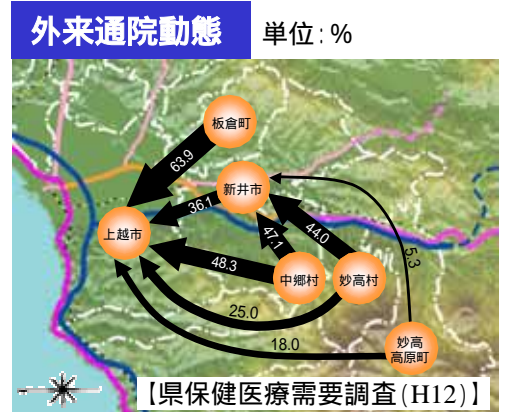 外来通院動態 単位:%
板倉町
63.9
新井市
36.1
上越市
47.1
44.0
5.3
48.3
中郷村
妙高村
25.0
18.0
妙高
高原町
【県保健医療需要調査(H12)】